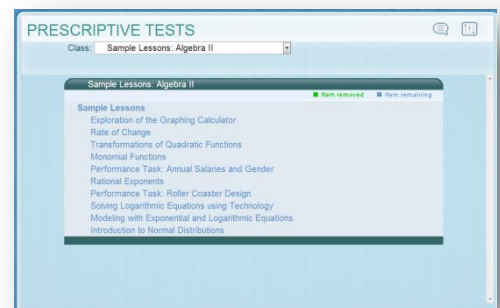 PRESCRIPTIVE TESTS
Class: Sample Lessons: Algebra II
Sample Lessons: Algebra II
Item removed Item remaining
Sample Lessons
Exploration of the Graphing Calculator
Rate of Change
Transformations of Quadratic Functions
Monomial Functions
Performance Task: Annual Salaries and Gender
Rational Exponents
Performance Task: Roller Coaster Design
Solving Logarithmic Equations using Technology
Modeling with Exponential and Logarithmic Equations
Introduction to Normal Distributions